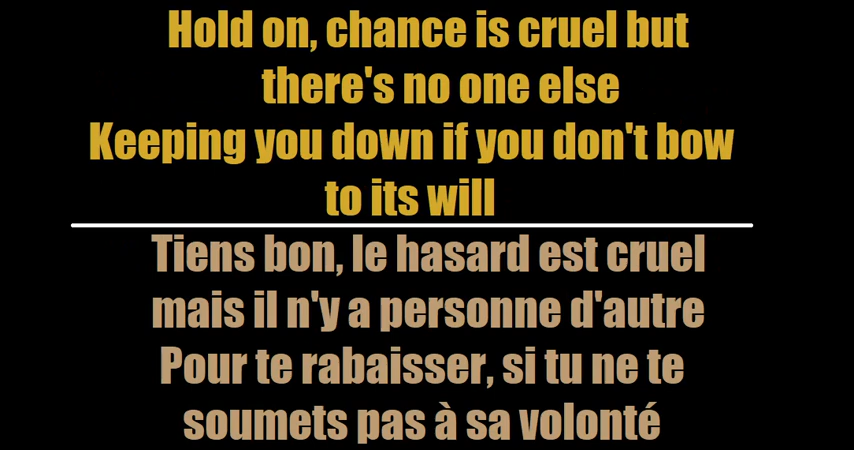 Hold on, chance is cruel but
there's no one else
Keeping you down if you don't bow
to its will
Tiens bon, le hasard est cruel
mais il n'y a personne d'autre
Pour te rabaisser, si tu ne te
soumets pas à sa volonté